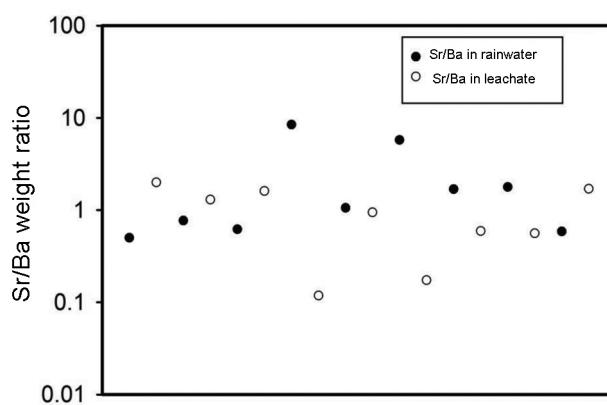 100
Sr/Ba in rainwater
Sr/Ba in leachate
10
1
0.1
0.01
Sr/Ba weight ratio